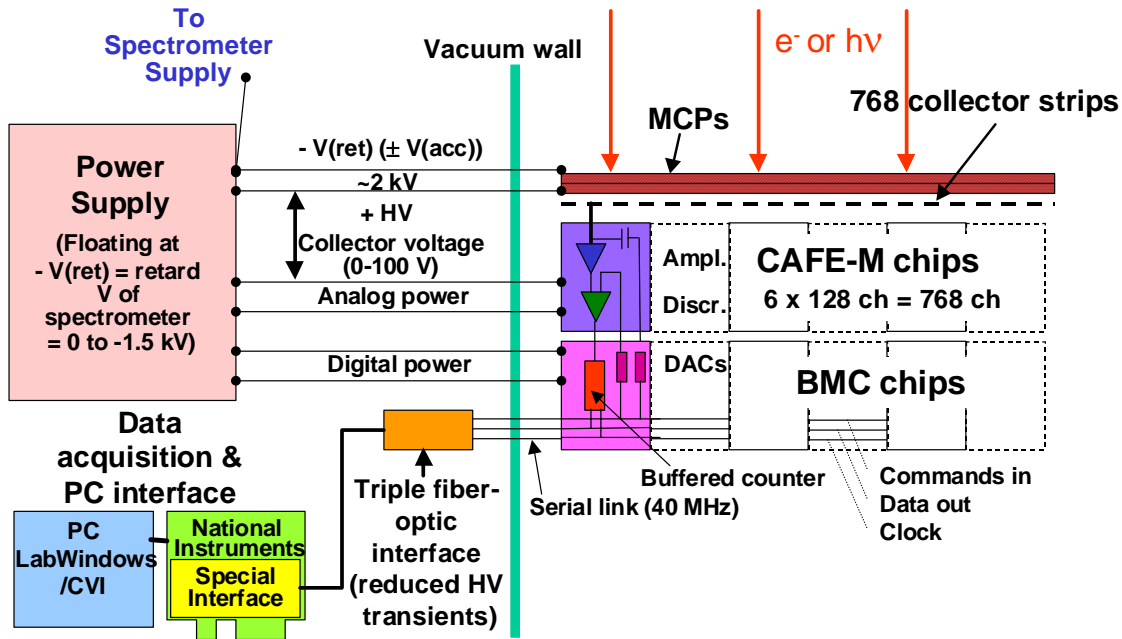 To
Spectrometer
Supply
Vacuum wall
e- or hν
768 collector strips
MCPs
Power
Supply
(Floating at
- V(ret) = retard
V of
spectrometer
= 0 to -1.5 kV)
- V(ret) (± V(acc))
~2 kV
+ HV
Collector voltage
(0-100 V)
Analog power
Digital power
Ampl.
Discr.
CAFE-M chips
6 x 128 ch = 768 ch
DACs
BMC chips
Data
acquisition &
PC interface
Buffered counter
Serial link (40 MHz)
Commands in
Data out
Clock
Triple fiber-
optic
interface
(reduced HV
transients)
PC
LabWindows
/CVI
National
Instruments
Special
Interface